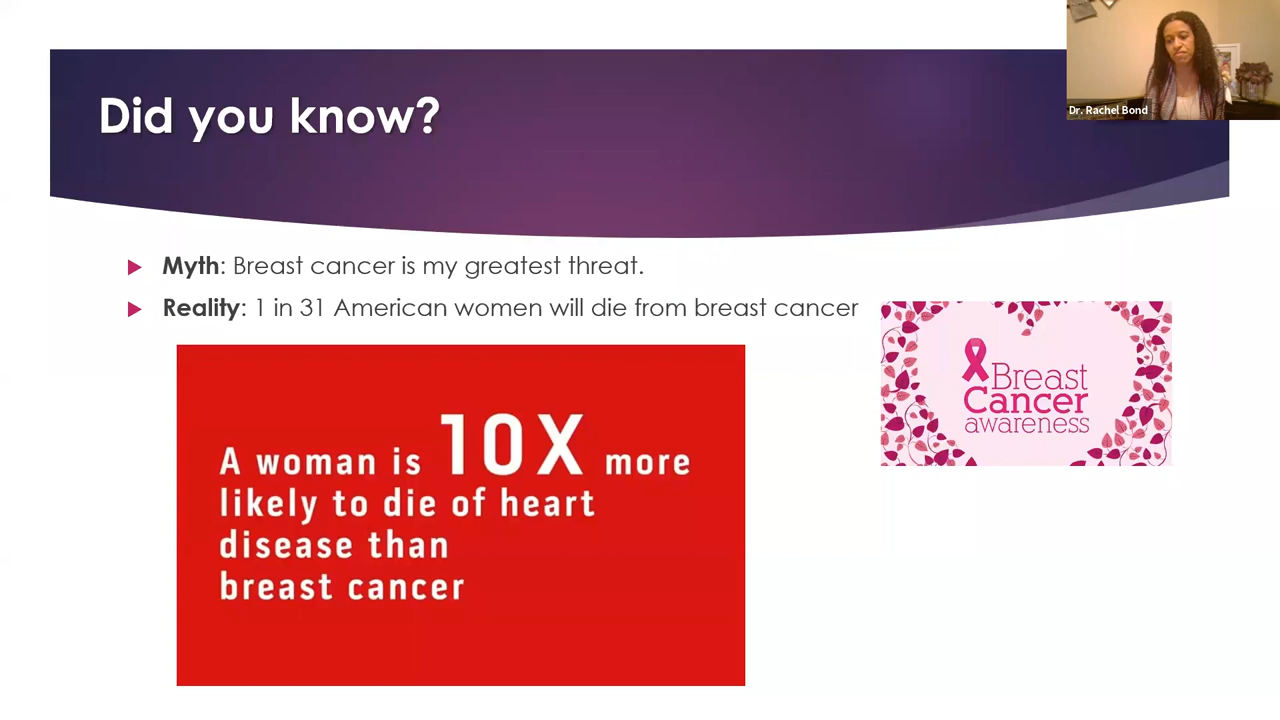 Did you know?
Dr. Rachel Bond
Myth: Breast cancer is my greatest threat.
Reality: 1 in 31 American women will die from breast cancer
A woman is 10X more
likely to die of heart
disease than
breast cancer
Breast
Cancer
awareness